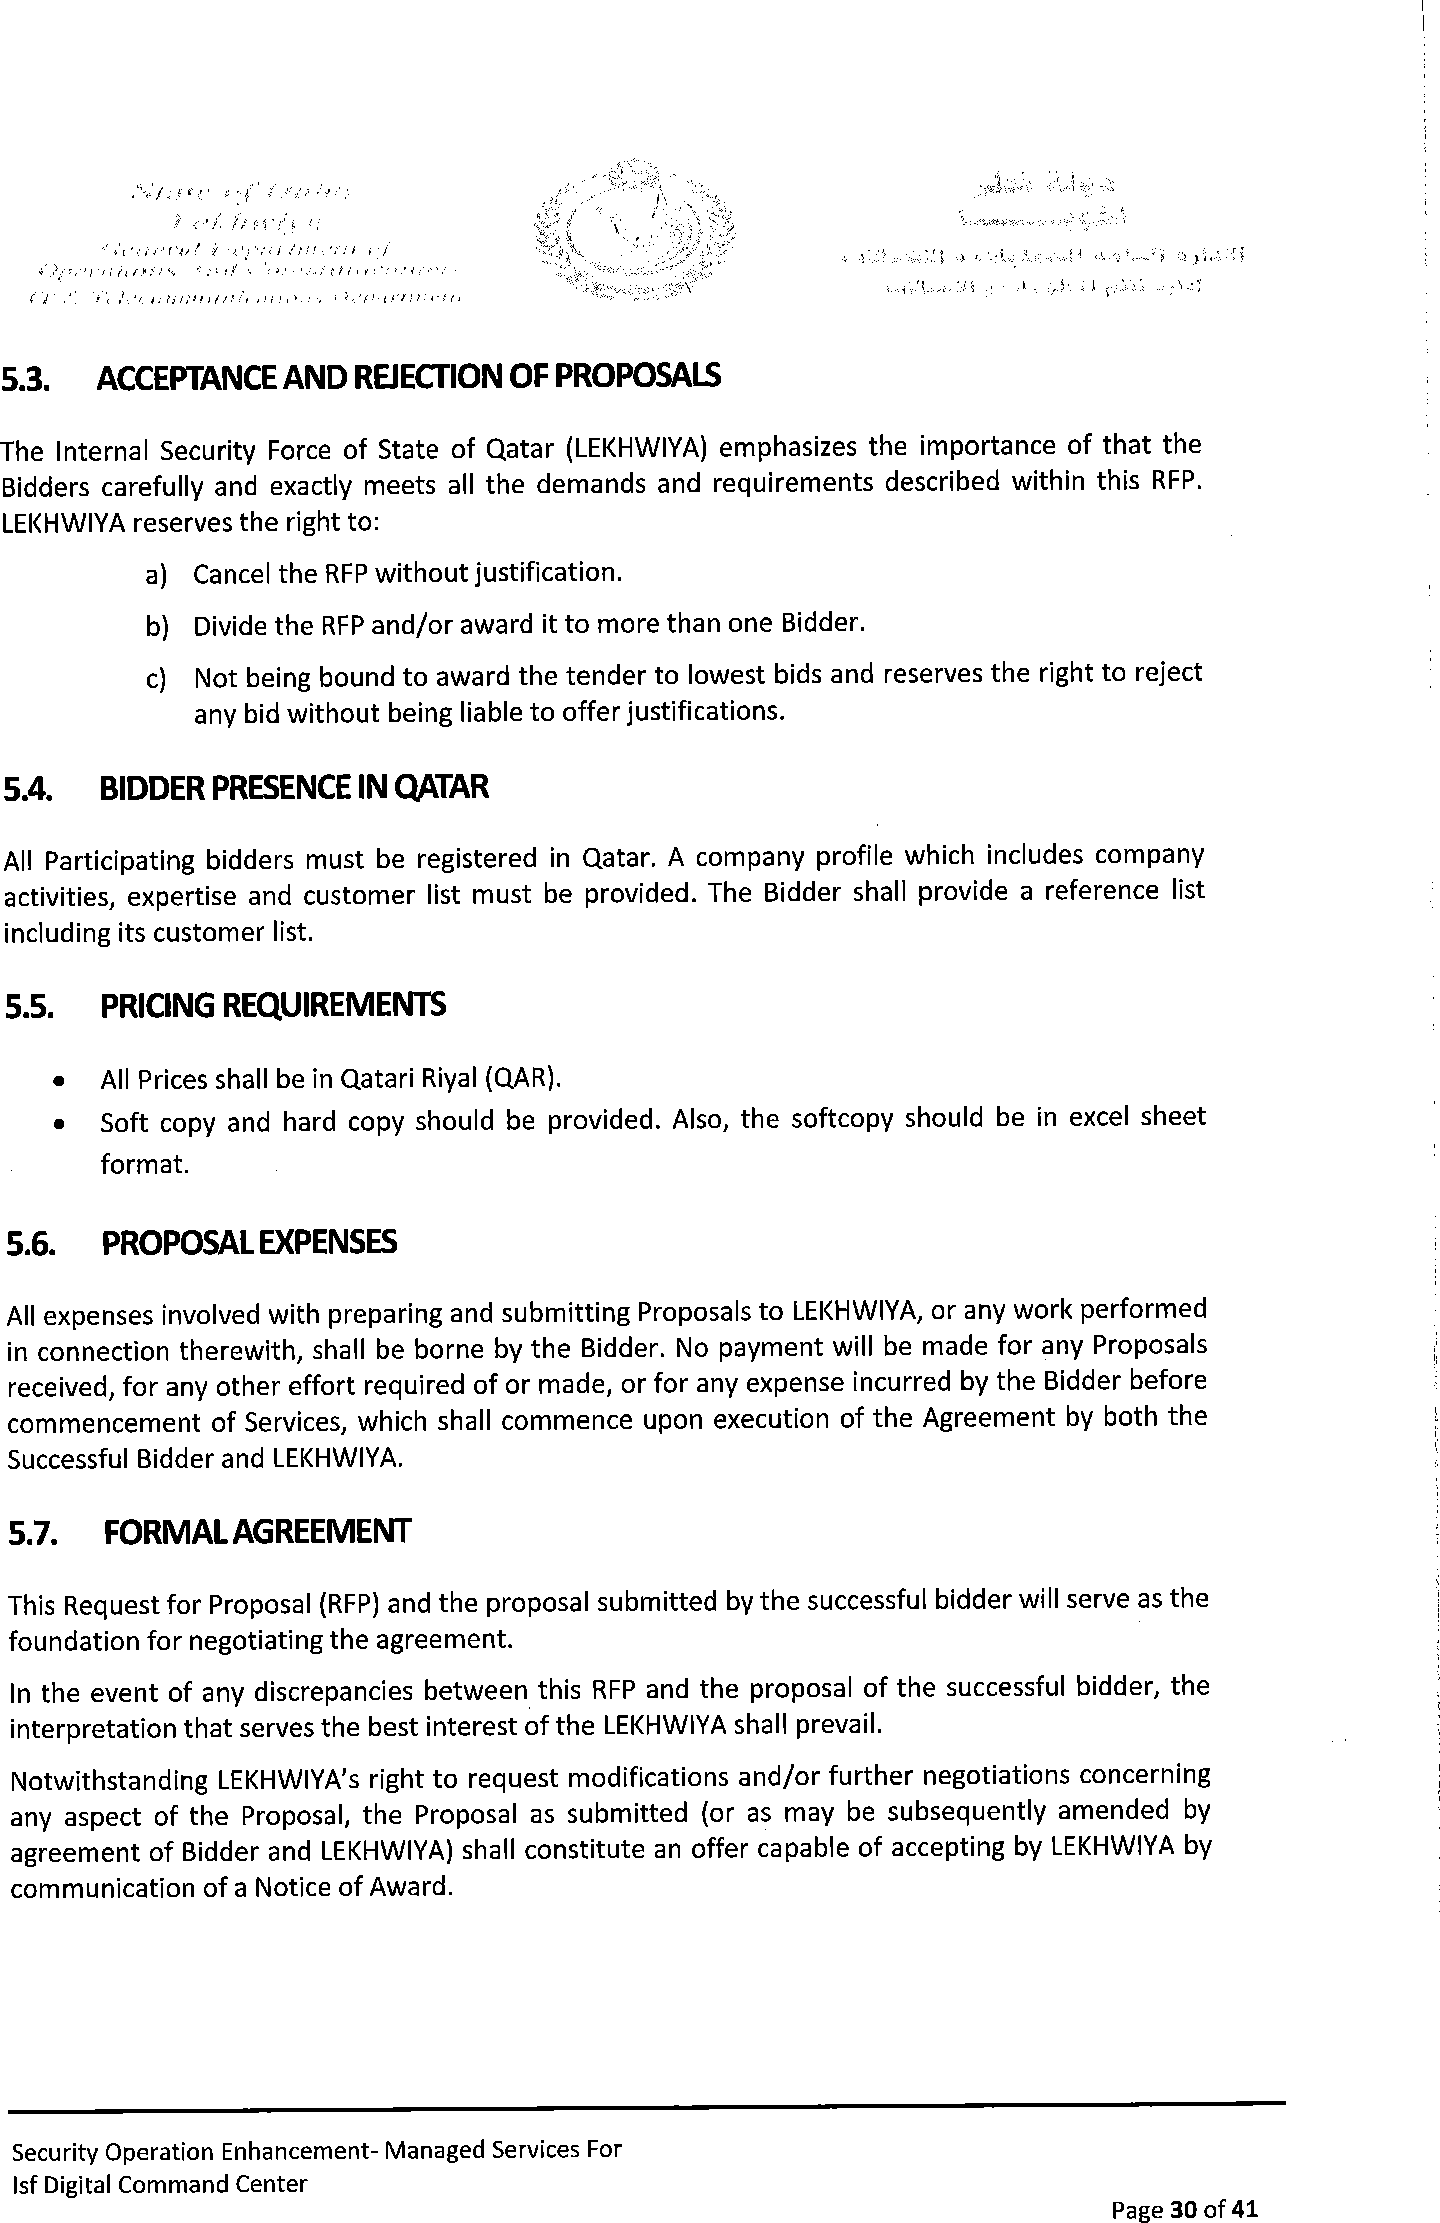 State of Qatar
Lekhwiya
General Department of
Operations and Communications
IT & Telecommunications Department
دولة قطر
لخويا
5.3. ACCEPTANCE AND REJECTION OF PROPOSALS
The Internal Security Force of State of Qatar (LEKHWIYA) emphasizes the importance of that the
Bidders carefully and exactly meets all the demands and requirements described within this RFP.
LEKHWIYA reserves the right to:
a) Cancel the RFP without justification.
b) Divide the RFP and/or award it to more than one Bidder.
c) Not being bound to award the tender to lowest bids and reserves the right to reject
any bid without being liable to offer justifications.
5.4. BIDDER PRESENCE IN QATAR
All Participating bidders must be registered in Qatar. A company profile which includes company
activities, expertise and customer list must be provided. The Bidder shall provide a reference list
including its customer list.
5.5. PRICING REQUIREMENTS
• All Prices shall be in Qatari Riyal (QAR).
• Soft copy and hard copy should be provided. Also, the softcopy should be in excel sheet
format.
5.6. PROPOSAL EXPENSES
All expenses involved with preparing and submitting Proposals to LEKHWIYA, or any work performed
in connection therewith, shall be borne by the Bidder. No payment will be made for any Proposals
received, for any other effort required of or made, or for any expense incurred by the Bidder before
commencement of Services, which shall commence upon execution of the Agreement by both the
Successful Bidder and LEKHWIYA.
5.7. FORMAL AGREEMENT
This Request for Proposal (RFP) and the proposal submitted by the successful bidder will serve as the
foundation for negotiating the agreement.
In the event of any discrepancies between this RFP and the proposal of the successful bidder, the
interpretation that serves the best interest of the LEKHWIYA shall prevail.
Notwithstanding LEKHWIYA's right to request modifications and/or further negotiations concerning
any aspect of the Proposal, the Proposal as submitted (or as may be subsequently amended by
agreement of Bidder and LEKHWIYA) shall constitute an offer capable of accepting by LEKHWIYA by
communication of a Notice of Award.
Security Operation Enhancement- Managed Services For
Isf Digital Command Center
Page 30 of 41